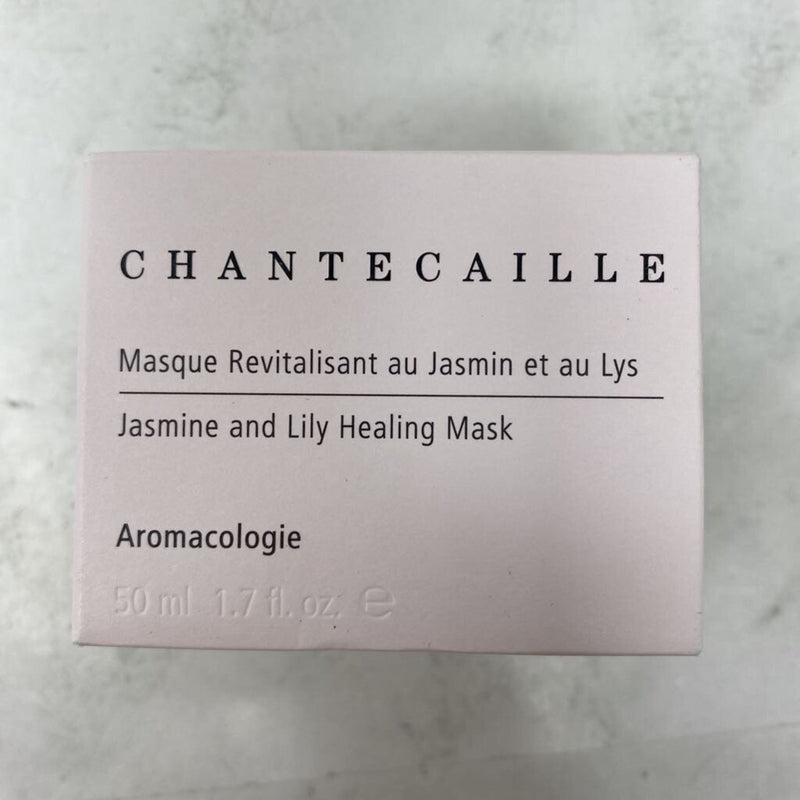 CHANTECAILLE
Masque Revitalisant au Jasmin et au Lys
Jasmine and Lily Healing Mask
Aromacologie
50 ml 1.7 fl. oz. ℮